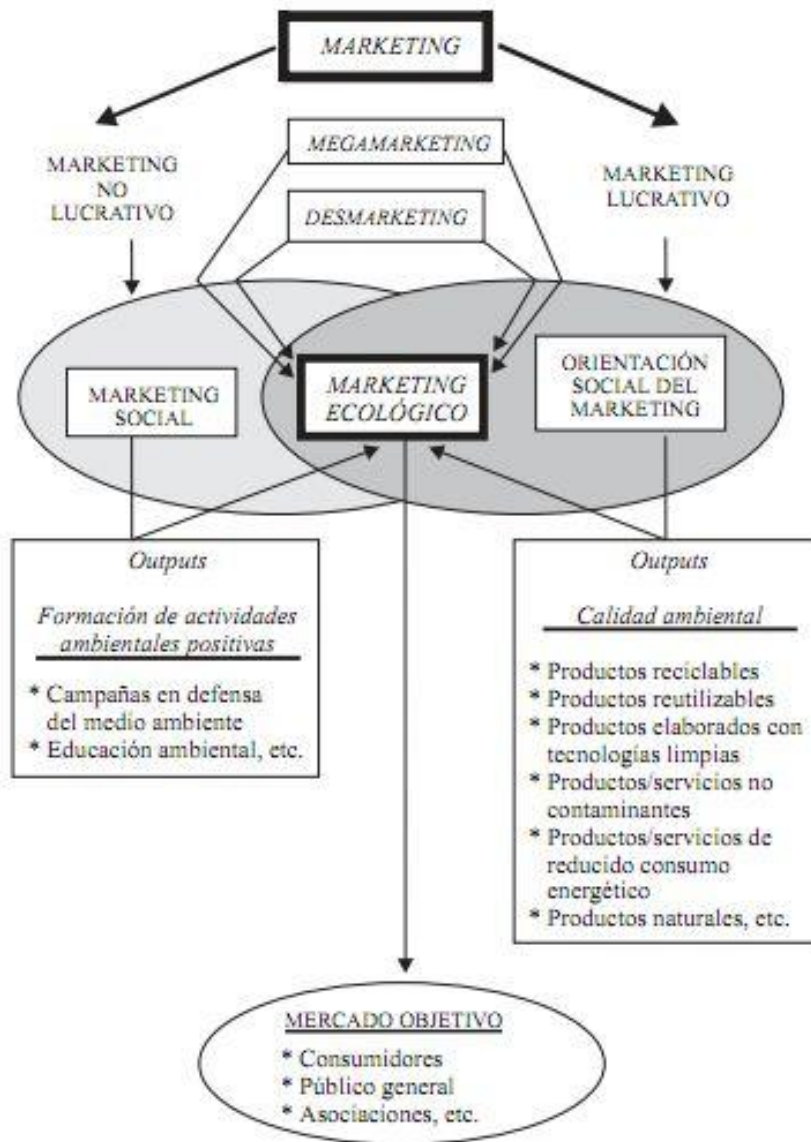 MARKETING
MEGAMARKETING
MARKETING
NO
LUCRATIVO
MARKETING
LUCRATIVO
DESMARKETING
MARKETING
SOCIAL
MARKETING
ECOLÓGICO
ORIENTACIÓN
SOCIAL DEL
MARKETING
Outputs
Formación de actividades
ambientales positivas
* Campañas en defensa
del medio ambiente
* Educación ambiental, etc.
Outputs
Calidad ambiental
* Productos reciclables
* Productos reutilizables
* Productos elaborados con
tecnologías limpias
* Productos/servicios no
contaminantes
* Productos/servicios de
reducido consumo
energético
* Productos naturales, etc.
MERCADO OBJETIVO
* Consumidores
* Público general
* Asociaciones, etc.